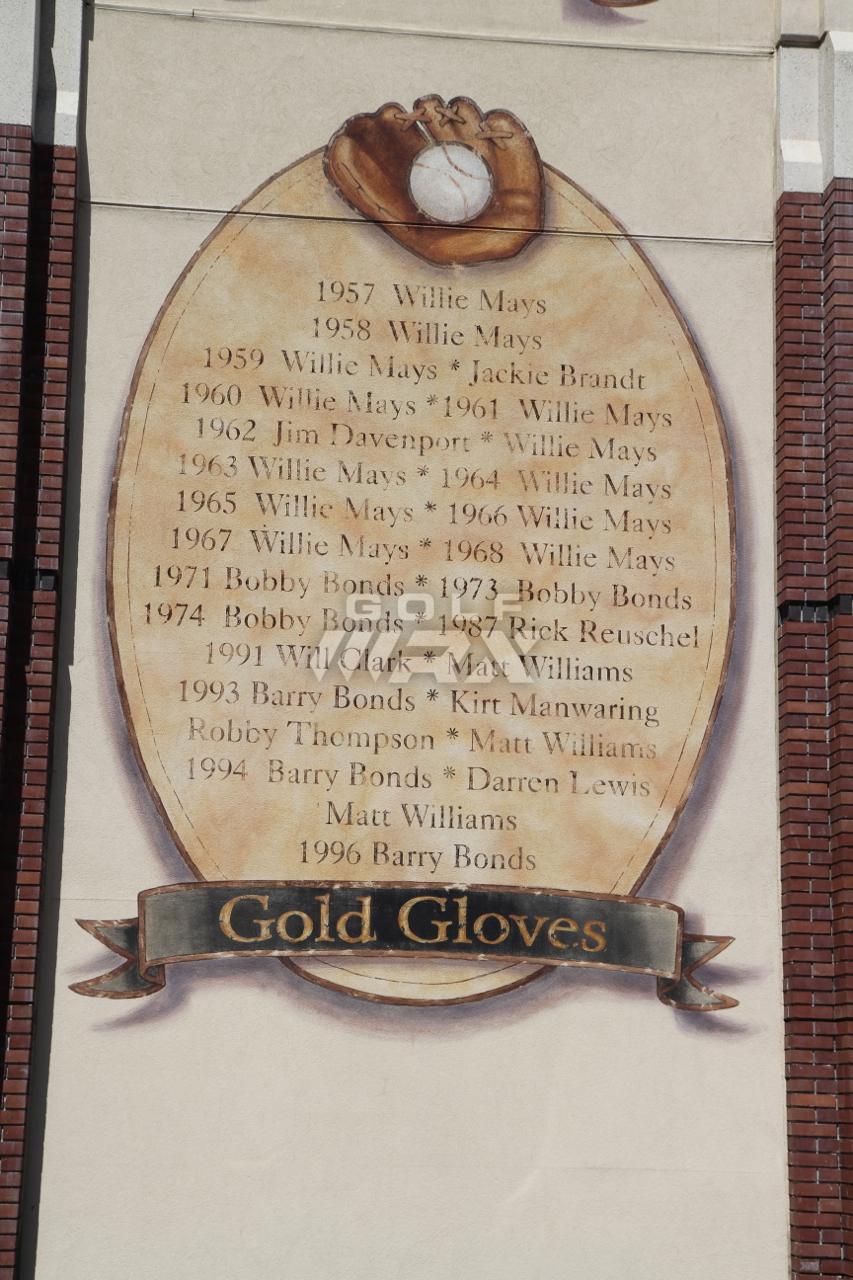 1957 Willie Mays
1958 Willie Mays
1959 Willie Mays * Jackie Brandt
1960 Willie Mays * 1961 Willie Mays
1962 Jim Davenport * Willie Mays
1963 Willie Mays * 1964 Willie Mays
1965 Willie Mays * 1966 Willie Mays
1967 Willie Mays * 1968 Willie Mays
1971 Bobby Bonds * 1973 Bobby Bonds
1974 Bobby Bonds * 1987 Rick Reuschel
GOLF
MAX
1991 Will Clark * Matt Williams
1993 Barry Bonds * Kirt Manwaring
Robby Thompson * Matt Williams
1994 Barry Bonds * Darren Lewis
Matt Williams
1996 Barry Bonds
Gold Gloves